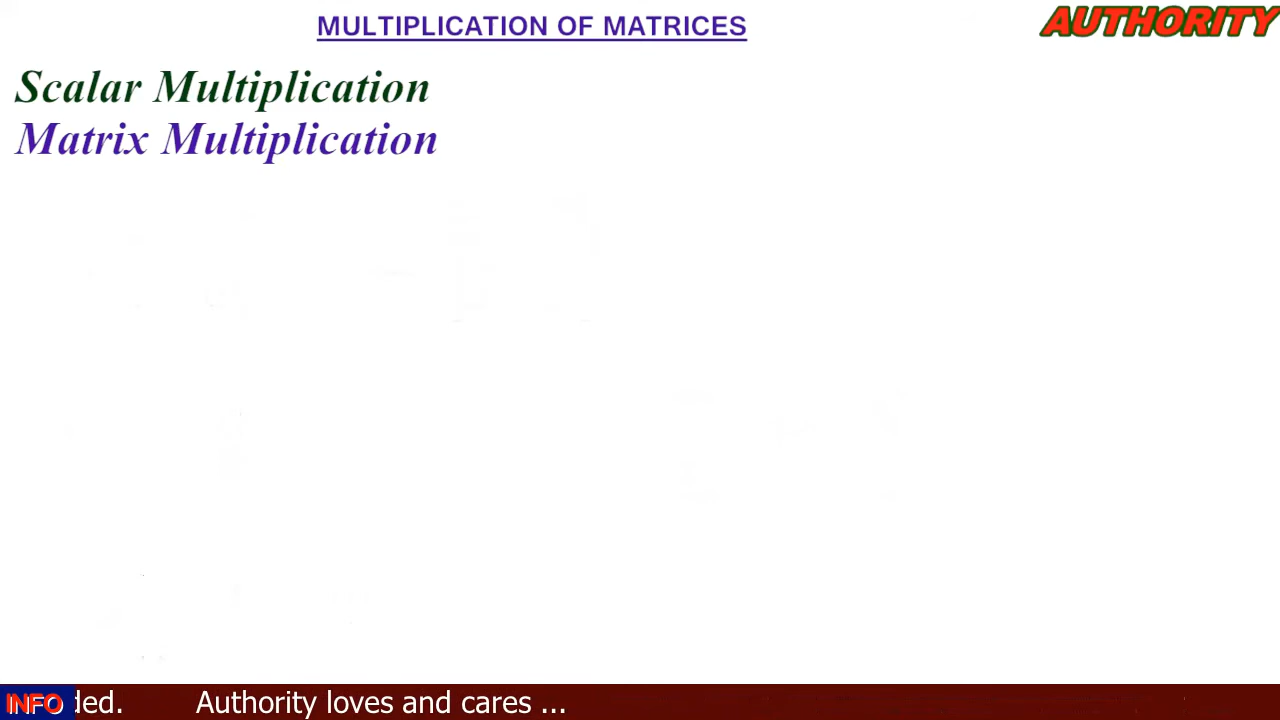 MULTIPLICATION OF MATRICES
AUTHORITY
Scalar Multiplication
Matrix Multiplication
INFO ded. Authority loves and cares ...